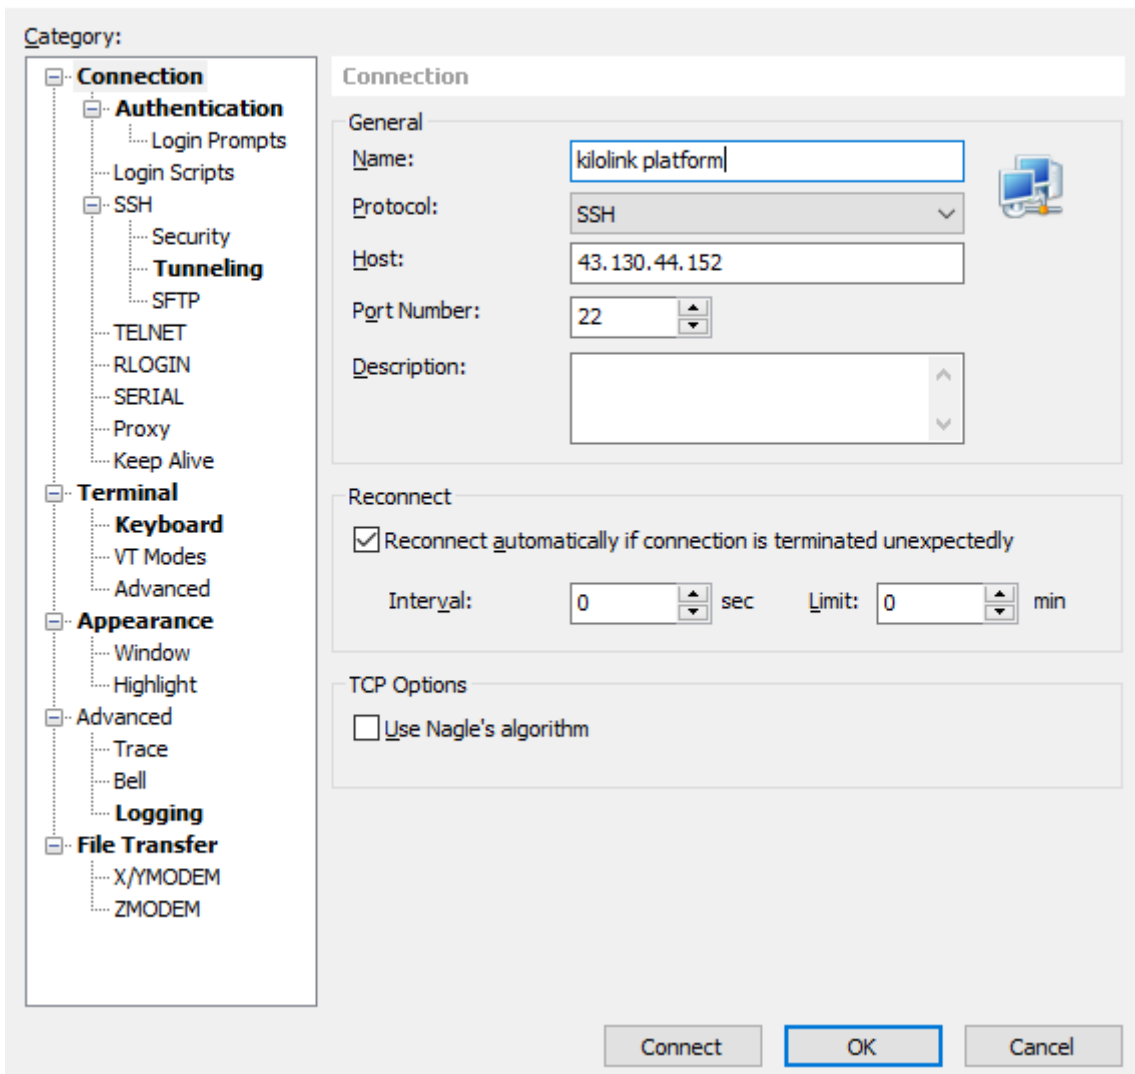 Category:
Connection
Authentication
Login Prompts
Login Scripts
SSH
Security
Tunneling
SFTP
TELNET
RLOGIN
SERIAL
Proxy
Keep Alive
Terminal
Keyboard
VT Modes
Advanced
Appearance
Window
Highlight
Advanced
Trace
Bell
Logging
File Transfer
X/YMODEM
ZMODEM
Connection
General
Name: kilolink platform
Protocol: SSH
Host: 43.130.44.152
Port Number: 22
Description:
Reconnect
Reconnect automatically if connection is terminated unexpectedly
Interval: 0 sec Limit: 0 min
TCP Options
Use Nagle's algorithm
Connect OK Cancel